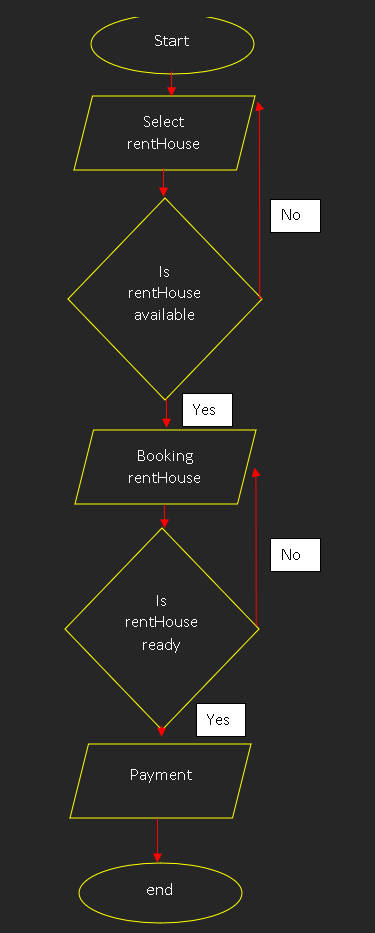 Start
Select
rentHouse
No
Is
rentHouse
available
Yes
Booking
rentHouse
No
Is
rentHouse
ready
Yes
Payment
end